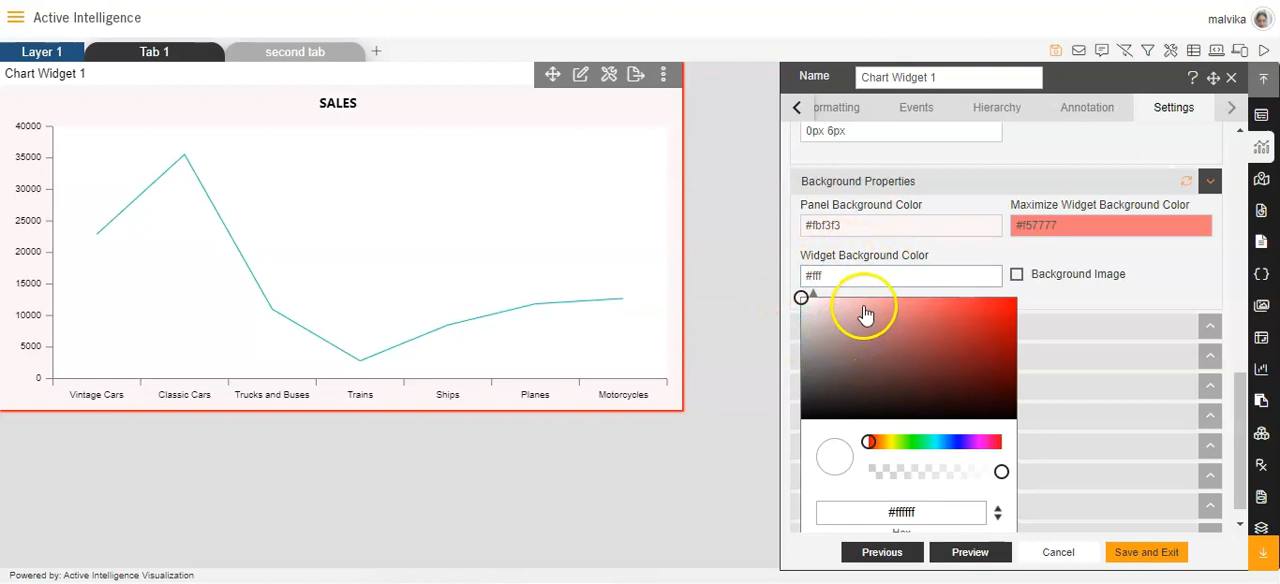 Active Intelligence
malvika
Layer 1
Tab 1
second tab
+
Chart Widget 1
SALES
40000
35000
30000
25000
20000
15000
10000
5000
0
Vintage Cars
Classic Cars
Trucks and Buses
Trains
Ships
Planes
Motorcycles
Name
Chart Widget 1
ormatting
Events
Hierarchy
Annotation
Settings
0px 6px
Background Properties
Panel Background Color
Maximize Widget Background Color
#fbf3f3
#f57777
Widget Background Color
#fff
Background Image
#ffffff
Hex
Previous
Preview
Cancel
Save and Exit
Powered by: Active Intelligence Visualization